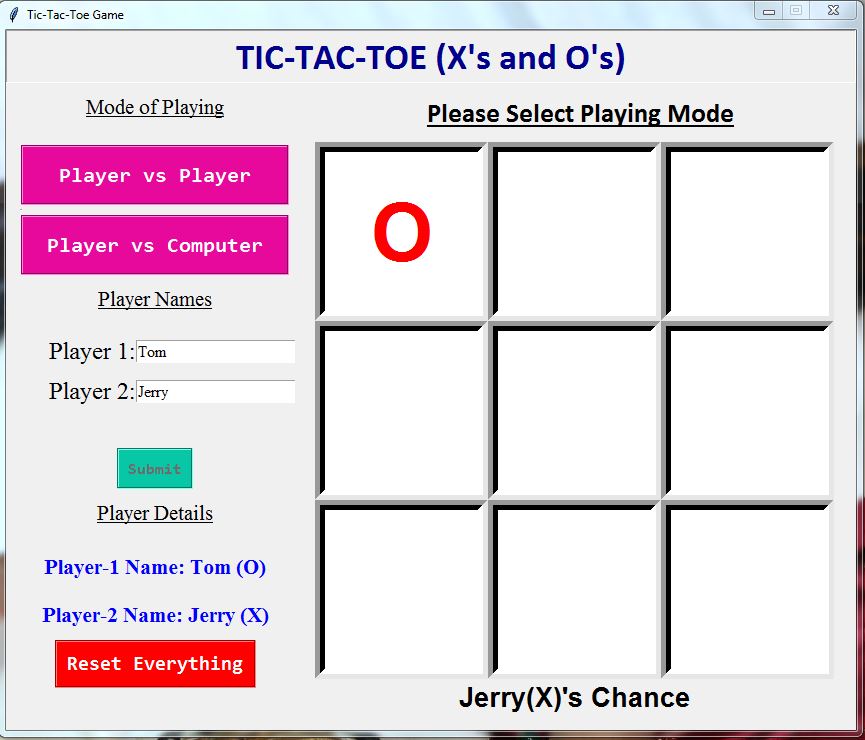 Tic-Tac-Toe Game
TIC-TAC-TOE (X's and O's)
Mode of Playing
Please Select Playing Mode
Player vs Player
Player vs Computer
O
Player Names
Player 1: Tom
Player 2: Jerry
Submit
Player Details
Player-1 Name: Tom (O)
Player-2 Name: Jerry (X)
Reset Everything
Jerry(X)'s Chance